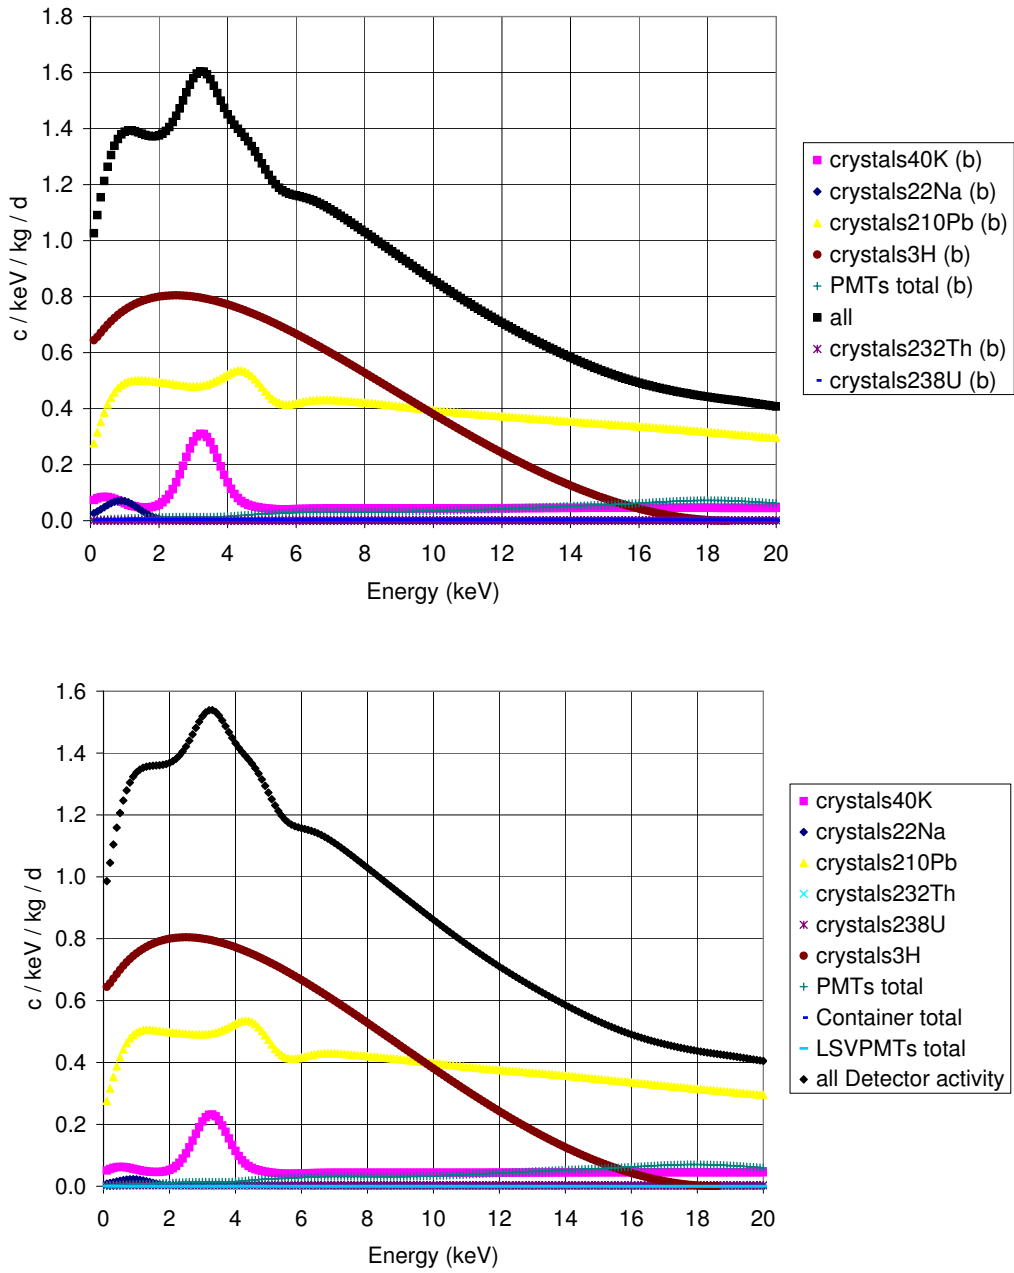 1.8
1.6
1.4
1.2
1.0
0.8
0.6
0.4
0.2
0.0
c / keV / kg / d
0 2 4 6 8 10 12 14 16 18 20
Energy (keV)
crystals40K (b)
crystals22Na (b)
crystals210Pb (b)
crystals3H (b)
PMTs total (b)
all
crystals232Th (b)
crystals238U (b)
1.6
1.4
1.2
1.0
0.8
0.6
0.4
0.2
0.0
c / keV / kg / d
0 2 4 6 8 10 12 14 16 18 20
Energy (keV)
crystals40K
crystals22Na
crystals210Pb
crystals232Th
crystals238U
crystals3H
PMTs total
Container total
LSVPMTs total
all Detector activity